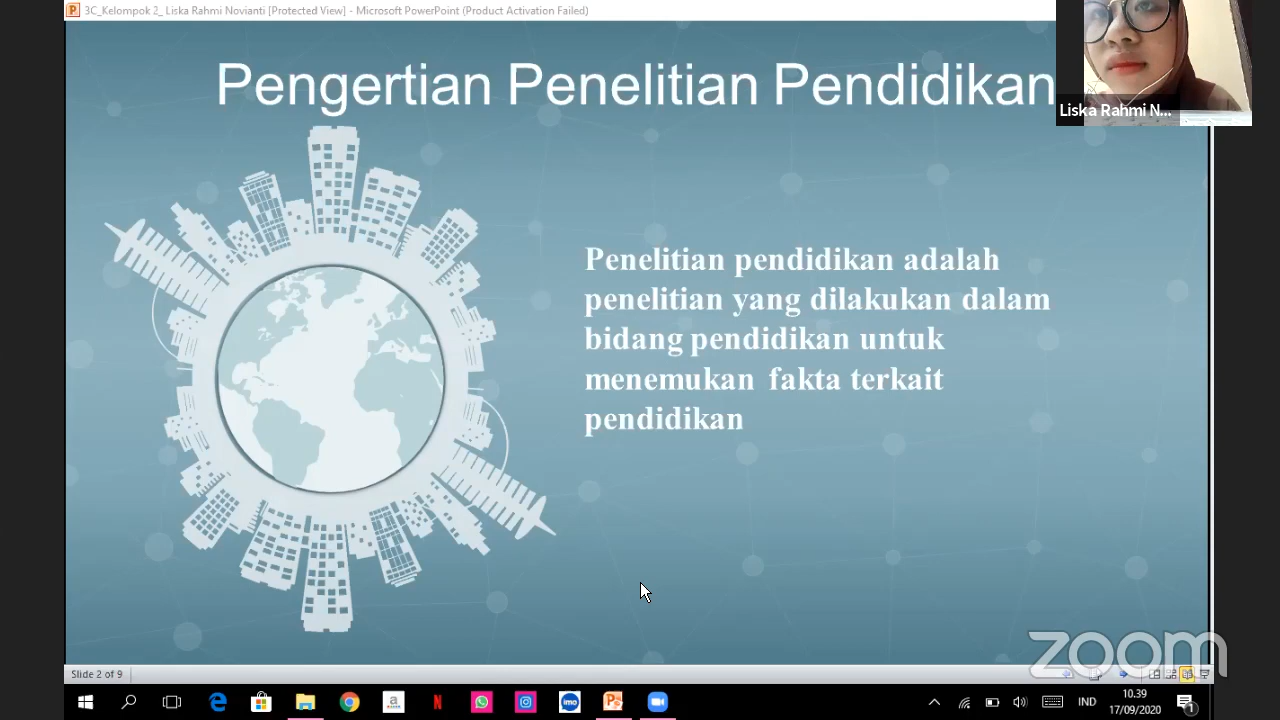 3C_Kelompok 2_ Liska Rahmi Novianti [Protected View] - Microsoft PowerPoint (Product Activation Failed)
Pengertian Penelitian Pendidikan
Liska Rahmi N...
Penelitian pendidikan adalah
penelitian yang dilakukan dalam
bidang pendidikan untuk
menemukan fakta terkait
pendidikan
zoom
Slide 2 of 9
imo
IND
10.39
17/09/2020
1